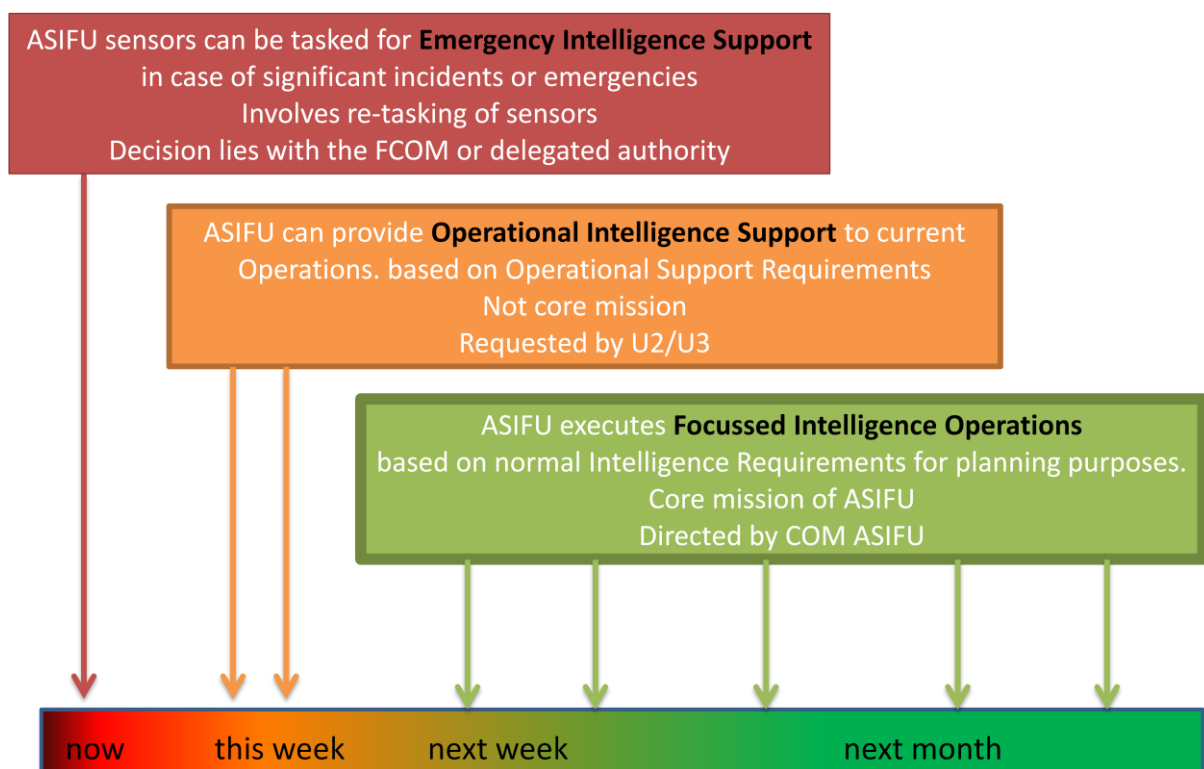 ASIFU sensors can be tasked for Emergency Intelligence Support
in case of significant incidents or emergencies
Involves re-tasking of sensors
Decision lies with the FCOM or delegated authority
ASIFU can provide Operational Intelligence Support to current
Operations. based on Operational Support Requirements
Not core mission
Requested by U2/U3
ASIFU executes Focussed Intelligence Operations
based on normal Intelligence Requirements for planning purposes.
Core mission of ASIFU
Directed by COM ASIFU
now this week next week next month